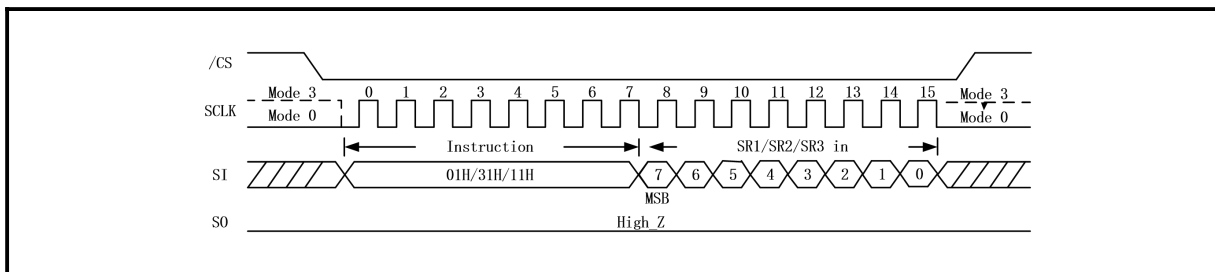 /CS
Mode 3 0 1 2 3 4 5 6 7 8 9 10 11 12 13 14 15 Mode 3
SCLK
Mode 0 Mode 0
Instruction SR1/SR2/SR3 in
SI 01H/31H/11H 7 6 5 4 3 2 1 0
MSB
SO High_Z